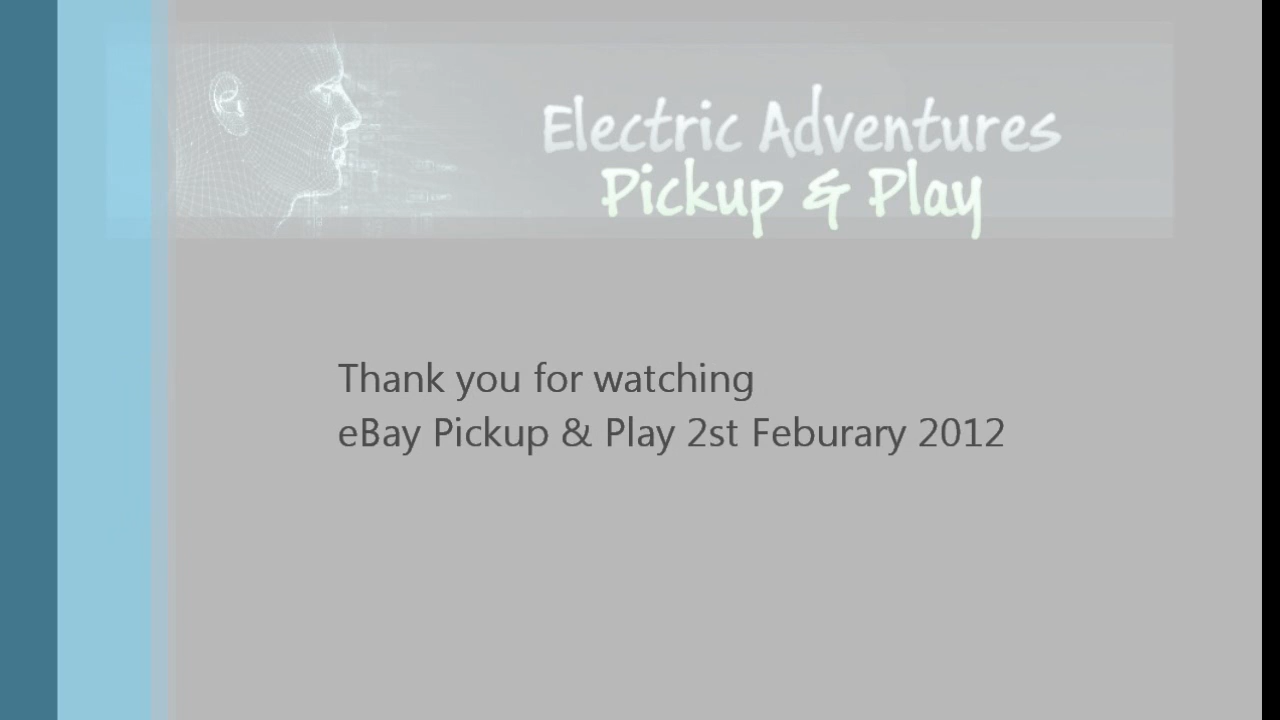 Electric Adventures
Pickup & Play
Thank you for watching
eBay Pickup & Play 2st Feburary 2012